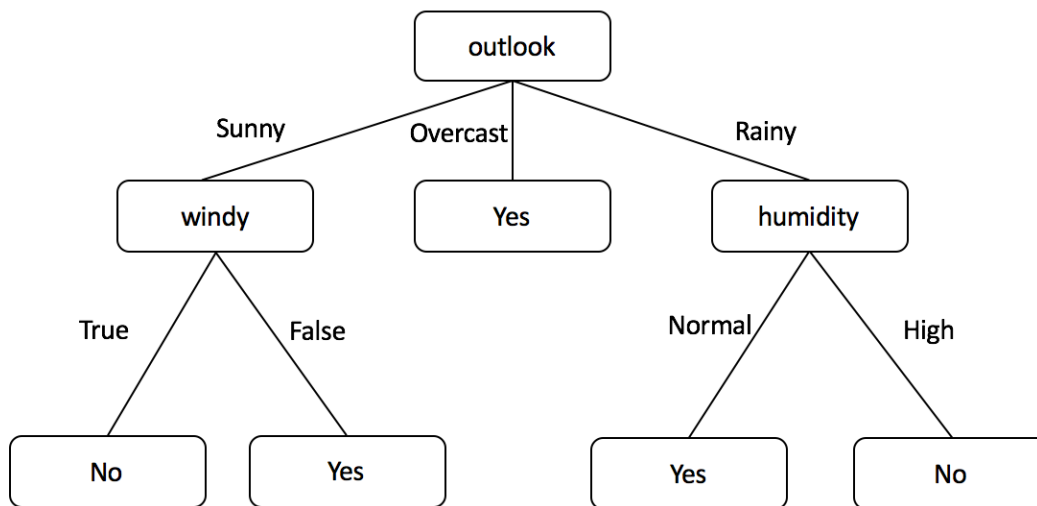 outlook
Sunny
Overcast
Rainy
windy
Yes
humidity
True
False
Normal
High
No
Yes
Yes
No